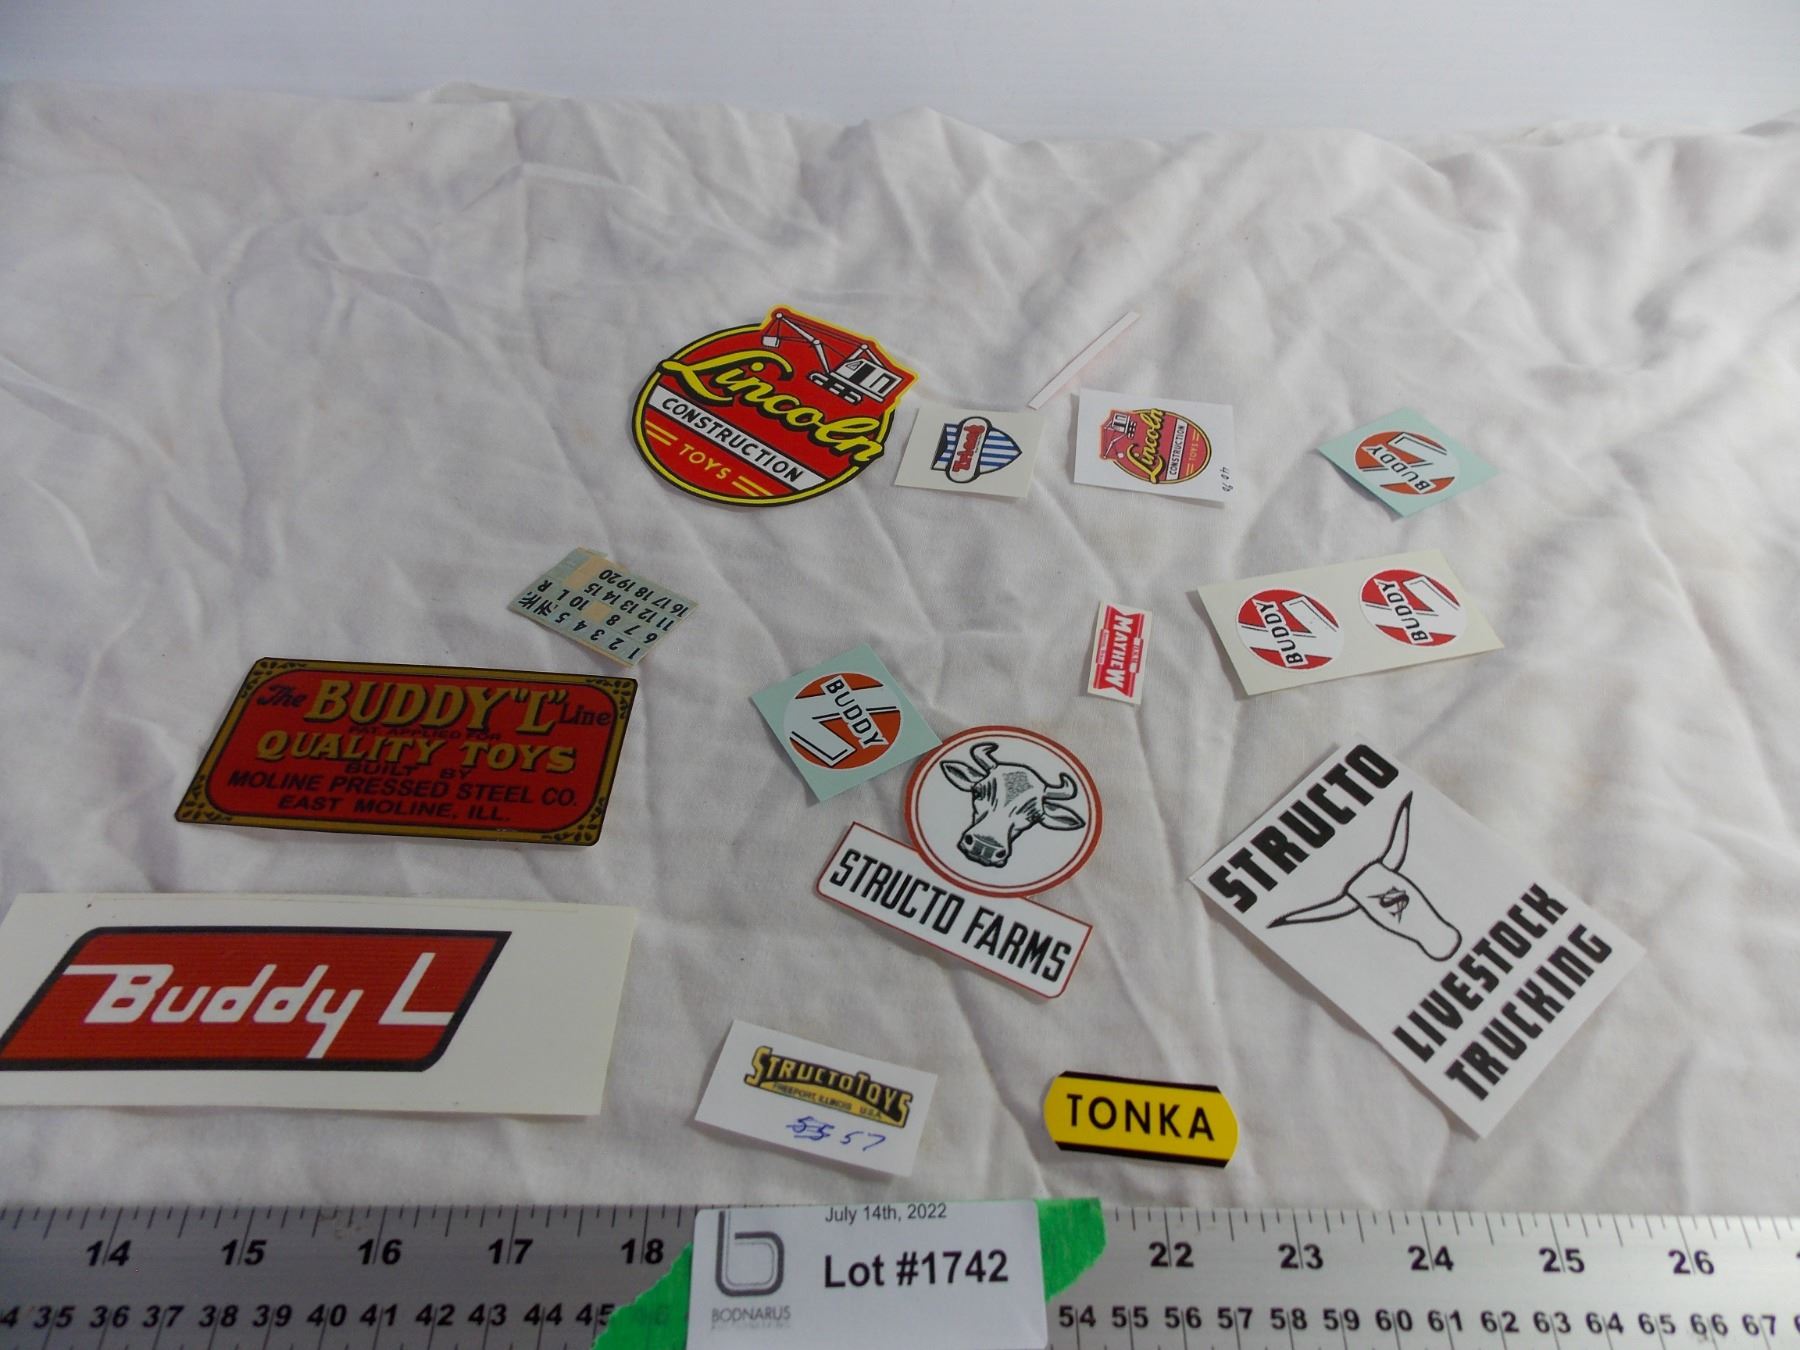 Lincoln
CONSTRUCTION
TOYS
Tri-ang
Lincoln
CONSTRUCTION
TOYS
BUDDY L
1 2 3 4 5
6 7 8 10 L R
11 12 13 14 15
16 17 18 19 20
MAYHEW
BUDDY L
BUDDY L
BUDDY L
The BUDDY "L" Line
PAT. APPLIED FOR
QUALITY TOYS
BUILT BY
MOLINE PRESSED STEEL CO.
EAST MOLINE, ILL.
STRUCTO FARMS
STRUCTO
LIVESTOCK
TRUCKING
Buddy L
STRUCTO TOYS
FREEPORT, ILLINOIS U.S.A.
55 57
TONKA
July 14th, 2022
Lot #1742
BODNARUS
14 15 16 17 18 22 23 24 25 26
35 36 37 38 39 40 41 42 43 44 45 54 55 56 57 58 59 60 61 62 63 64 65 66 67